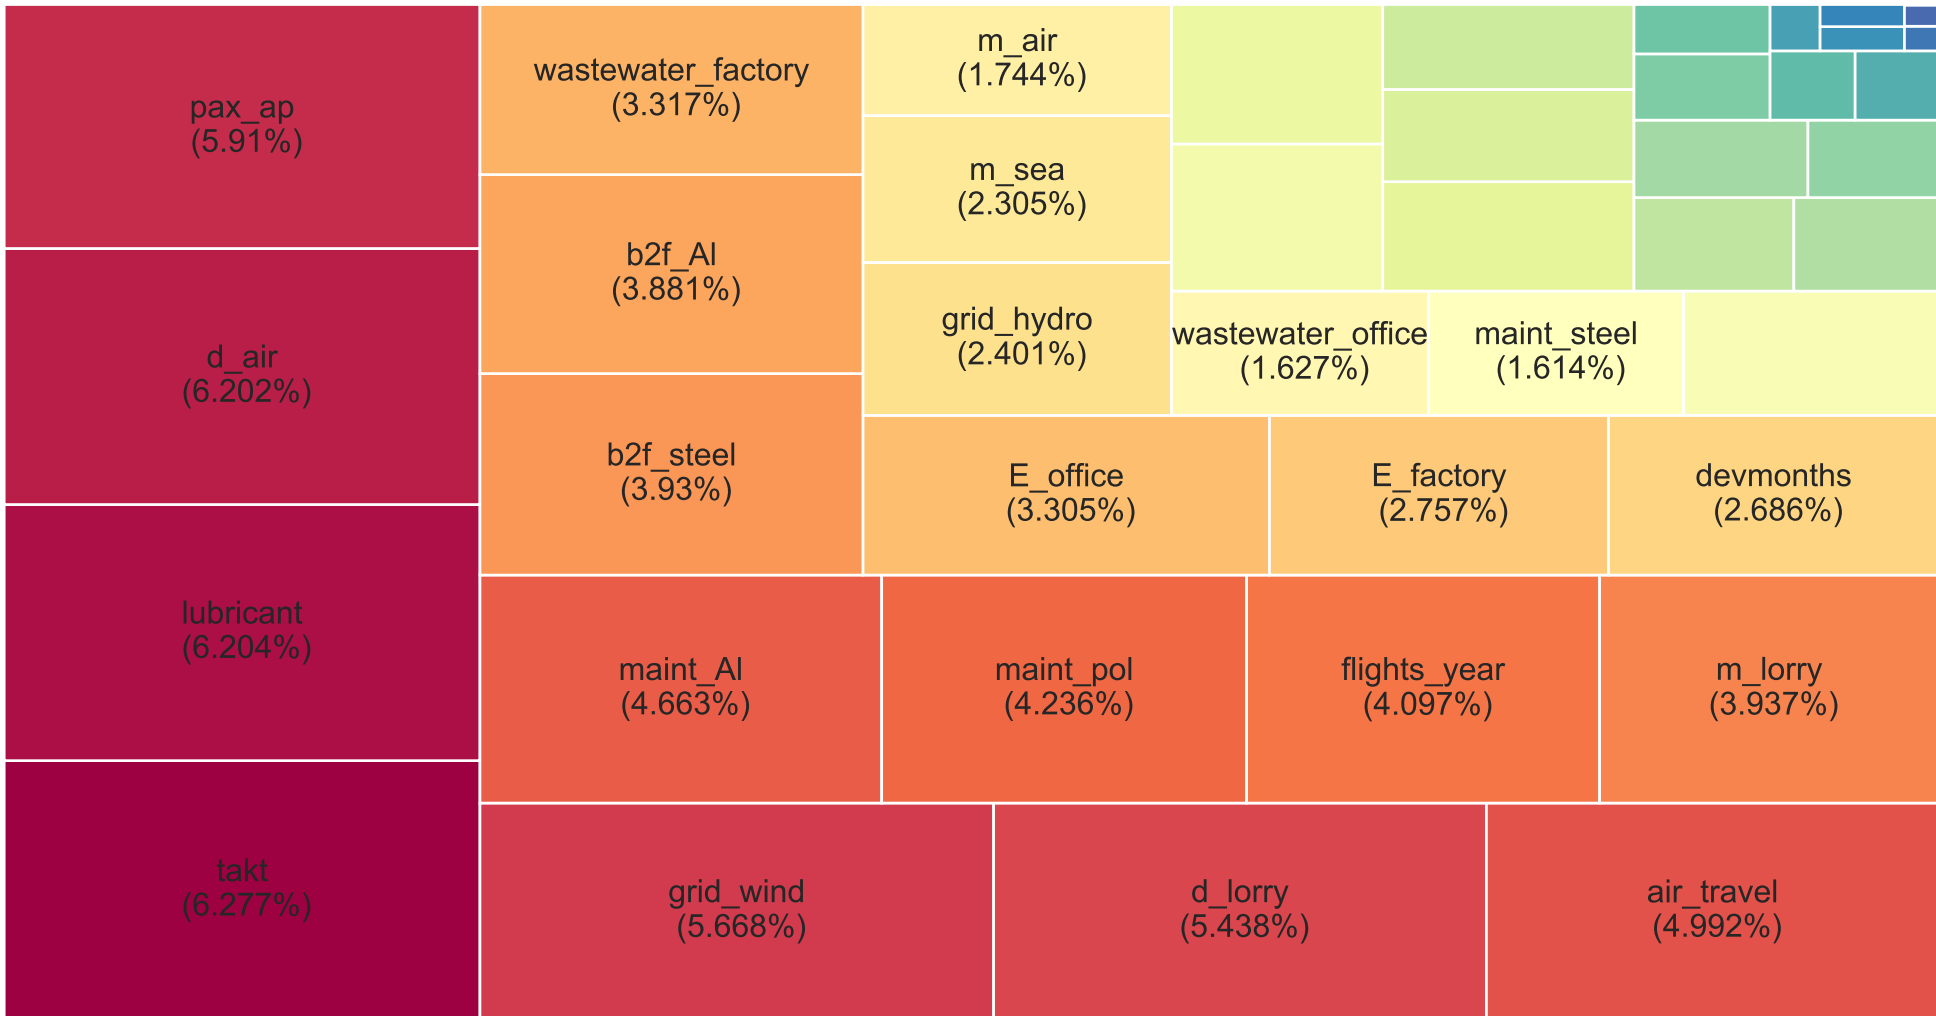 pax_ap
(5.91%)
d_air
(6.202%)
lubricant
(6.204%)
takt
(6.277%)
wastewater_factory
(3.317%)
b2f_Al
(3.881%)
b2f_steel
(3.93%)
m_air
(1.744%)
m_sea
(2.305%)
grid_hydro
(2.401%)
wastewater_office
(1.627%)
maint_steel
(1.614%)
E_office
(3.305%)
E_factory
(2.757%)
devmonths
(2.686%)
maint_Al
(4.663%)
maint_pol
(4.236%)
flights_year
(4.097%)
m_lorry
(3.937%)
grid_wind
(5.668%)
d_lorry
(5.438%)
air_travel
(4.992%)